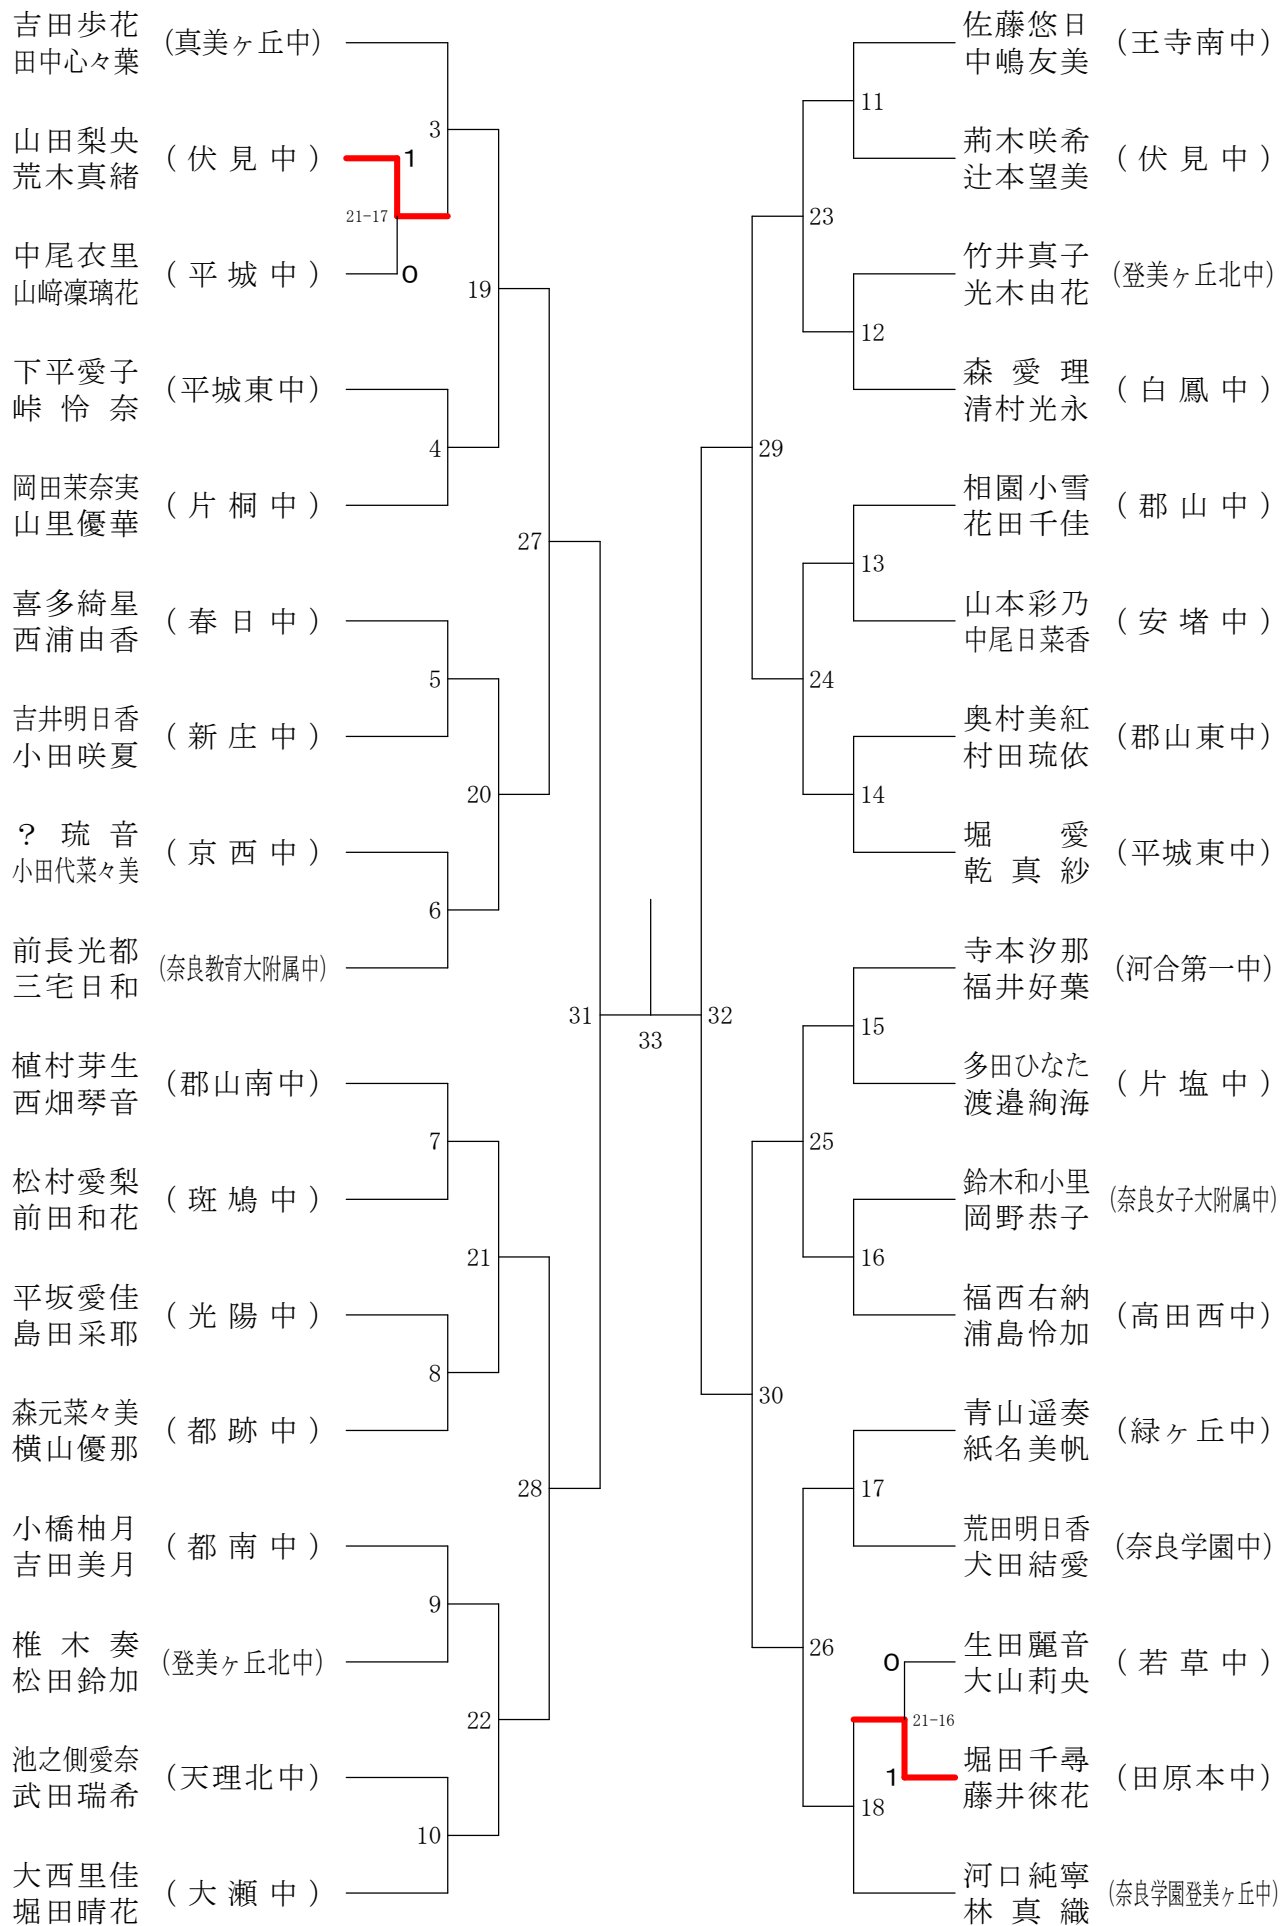 吉田歩花
田中心々葉
(真美ヶ丘中)
3
山田梨央
荒木真緒
(伏見中)
1
21-17
中尾衣里
山﨑凜璃花
(平城中)
0
19
下平愛子
峠怜奈
(平城東中)
4
岡田茉奈実
山里優華
(片桐中)
27
喜多綺星
西浦由香
(春日中)
5
吉井明日香
小田咲夏
(新庄中)
20
？琉音
小田代菜々美
(京西中)
6
前長光都
三宅日和
(奈良教育大附属中)
31
33
32
植村芽生
西畑琴音
(郡山南中)
7
松村愛梨
前田和花
(斑鳩中)
21
平坂愛佳
島田采耶
(光陽中)
8
森元菜々美
横山優那
(都跡中)
28
小橋柚月
吉田美月
(都南中)
9
椎木奏
松田鈴加
(登美ヶ丘北中)
22
池之側愛奈
武田瑞希
(天理北中)
10
大西里佳
堀田晴花
(大瀬中)
佐藤悠日
中嶋友美
(王寺南中)
11
荊木咲希
辻本望美
(伏見中)
23
竹井真子
光木由花
(登美ヶ丘北中)
12
森愛理
清村光永
(白鳳中)
29
相園小雪
花田千佳
(郡山中)
13
山本彩乃
中尾日菜香
(安堵中)
24
奥村美紅
村田琉依
(郡山東中)
14
堀愛
乾真紗
(平城東中)
寺本汐那
福井好葉
(河合第一中)
15
多田ひなた
渡邉絢海
(片塩中)
25
鈴木和小里
岡野恭子
(奈良女子大附属中)
16
福西右納
浦島怜加
(高田西中)
30
青山遥奏
紙名美帆
(緑ヶ丘中)
17
荒田明日香
犬田結愛
(奈良学園中)
26
生田麗音
大山莉央
(若草中)
0
21-16
堀田千尋
藤井徠花
(田原本中)
1
18
河口純寧
林真織
(奈良学園登美ヶ丘中)